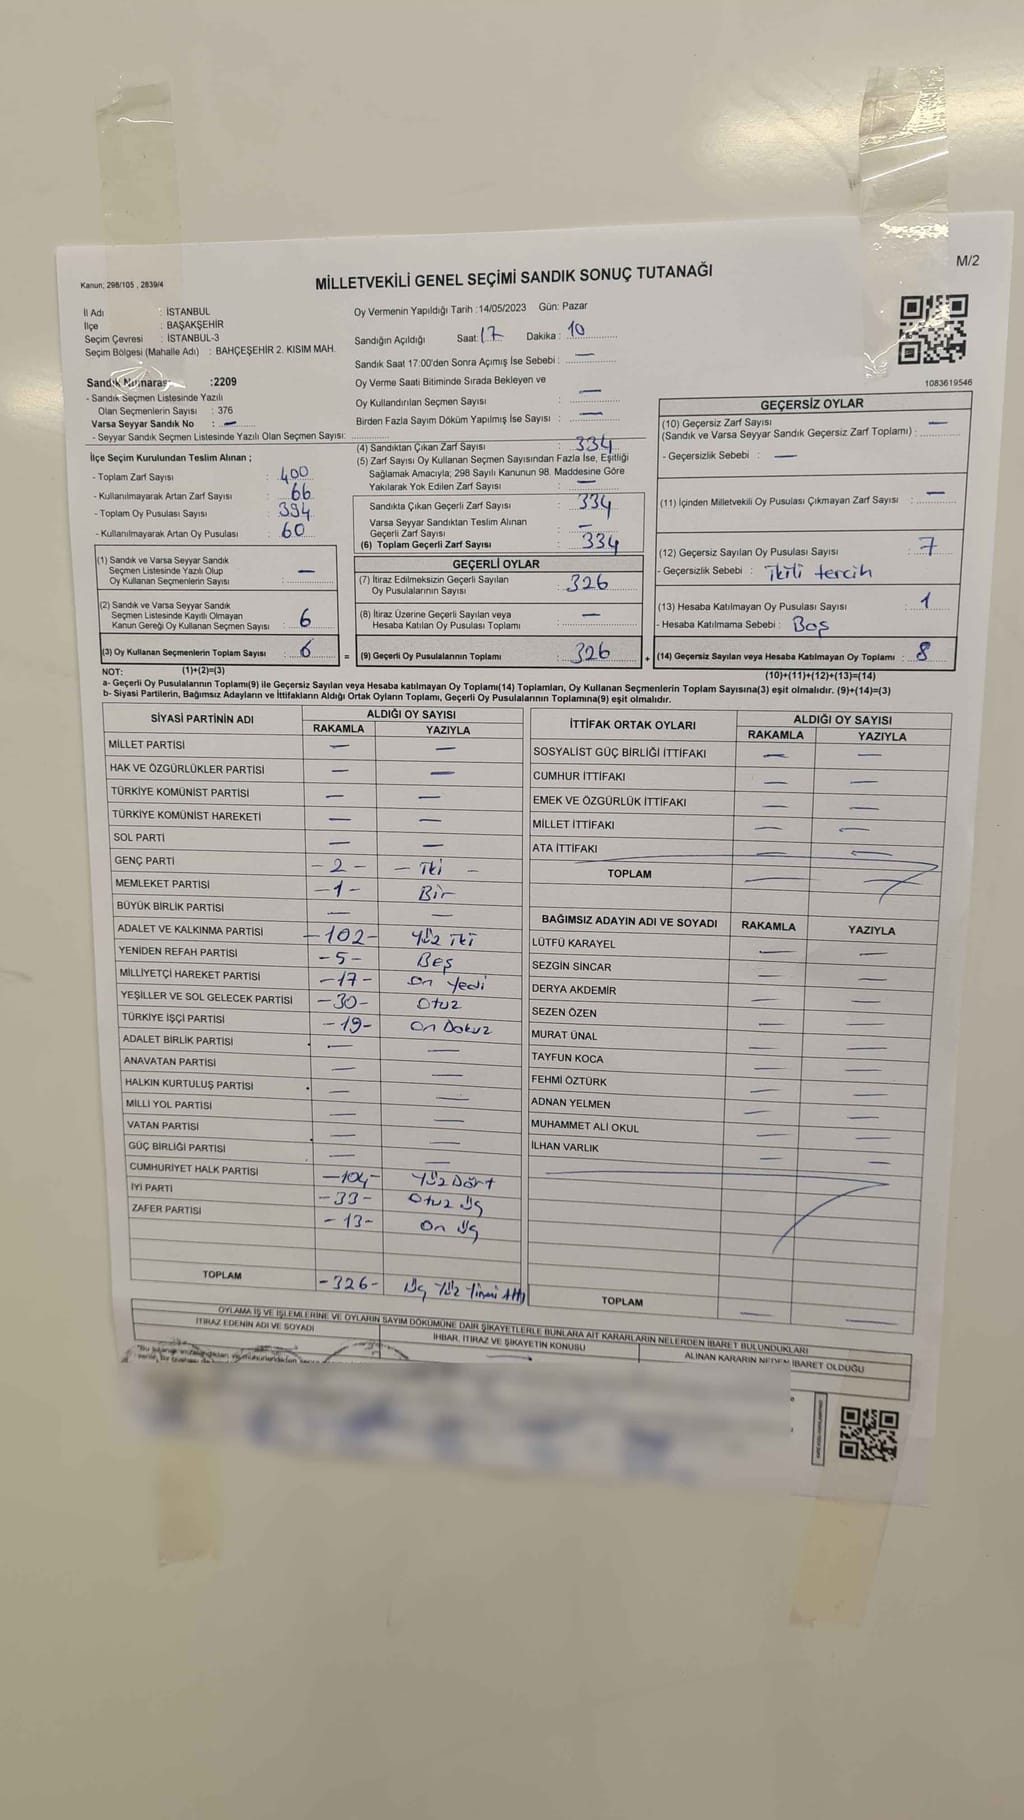 Kanun; 298/105 , 2839/4
MİLLETVEKİLİ GENEL SEÇİMİ SANDIK SONUÇ TUTANAĞI
M/2
İl Adı : İSTANBUL
İlçe : BAŞAKŞEHİR
Seçim Çevresi : İSTANBUL-3
Seçim Bölgesi (Mahalle Adı) : BAHÇEŞEHİR 2. KISIM MAH.
Sandık Numarası :2209
- Sandık Seçmen Listesinde Yazılı
Olan Seçmenlerin Sayısı : 376
Varsa Seyyar Sandık No : —
- Seyyar Sandık Seçmen Listesinde Yazılı Olan Seçmen Sayısı:
Oy Vermenin Yapıldığı Tarih :14/05/2023 Gün: Pazar
Sandığın Açıldığı Saat: 17 Dakika : 10
Sandık Saat 17:00'den Sonra Açımış İse Sebebi : —
Oy Verme Saati Bitiminde Sırada Bekleyen ve
Oy Kullandırılan Seçmen Sayısı : —
Birden Fazla Sayım Döküm Yapılmış İse Sayısı : —
1083619546
İlçe Seçim Kurulundan Teslim Alınan ;
- Toplam Zarf Sayısı : 400
- Kullanılmayarak Artan Zarf Sayısı : 66
- Toplam Oy Pusulası Sayısı : 394
- Kullanılmayarak Artan Oy Pusulası : 60
(4) Sandıktan Çıkan Zarf Sayısı : 334
(5) Zarf Sayısı Oy Kullanan Seçmen Sayısından Fazla İse, Eşitliği
Sağlamak Amacıyla; 298 Sayılı Kanunun 98. Maddesine Göre
Yakılarak Yok Edilen Zarf Sayısı : —
Sandıkta Çıkan Geçerli Zarf Sayısı : 334
Varsa Seyyar Sandıktan Teslim Alınan
Geçerli Zarf Sayısı : —
(6) Toplam Geçerli Zarf Sayısı : 334
GEÇERSİZ OYLAR
(10) Geçersiz Zarf Sayısı —
(Sandık ve Varsa Seyyar Sandık Geçersiz Zarf Toplamı) :
- Geçersizlik Sebebi : —
(11) İçinden Milletvekili Oy Pusulası Çıkmayan Zarf Sayısı : —
(12) Geçersiz Sayılan Oy Pusulası Sayısı : 7
- Geçersizlik Sebebi : ikili tercih
(13) Hesaba Katılmayan Oy Pusulası Sayısı : 1
- Hesaba Katılmama Sebebi : Boş
(1) Sandık ve Varsa Seyyar Sandık
Seçmen Listesinde Yazılı Olup
Oy Kullanan Seçmenlerin Sayısı : —
(2) Sandık ve Varsa Seyyar Sandık
Seçmen Listesinde Kayıtlı Olmayan
Kanun Gereği Oy Kullanan Seçmen Sayısı : 6
(3) Oy Kullanan Seçmenlerin Toplam Sayısı : 6
GEÇERLİ OYLAR
(7) İtiraz Edilmeksizin Geçerli Sayılan
Oy Pusulalarının Sayısı : 326
(8) İtiraz Üzerine Geçerli Sayılan veya
Hesaba Katılan Oy Pusulası Toplamı : —
= (9) Geçerli Oy Pusulalarının Toplamı : 326
+ (14) Geçersiz Sayılan veya Hesaba Katılmayan Oy Toplamı : 8
NOT: (1)+(2)=(3)
(10)+(11)+(12)+(13)=(14)
a- Geçerli Oy Pusulalarının Toplamı(9) ile Geçersiz Sayılan veya Hesaba katılmayan Oy Toplamı(14) Toplamları, Oy Kullanan Seçmenlerin Toplam Sayısına(3) eşit olmalıdır. (9)+(14)=(3)
b- Siyasi Partilerin, Bağımsız Adayların ve İttifakların Aldığı Ortak Oyların Toplamı, Geçerli Oy Pusulalarının Toplamına(9) eşit olmalıdır.
SİYASİ PARTİNİN ADI ALDIĞI OY SAYISI
RAKAMLA YAZIYLA
MİLLET PARTİSİ — —
HAK VE ÖZGÜRLÜKLER PARTİSİ — —
TÜRKİYE KOMÜNİST PARTİSİ — —
TÜRKİYE KOMÜNİST HAREKETİ — —
SOL PARTİ — —
GENÇ PARTİ -2- - İki -
MEMLEKET PARTİSİ -1- Bir
BÜYÜK BİRLİK PARTİSİ — —
ADALET VE KALKINMA PARTİSİ -102- Yüz iki
YENİDEN REFAH PARTİSİ -5- Beş
MİLLİYETÇİ HAREKET PARTİSİ -17- On Yedi
YEŞİLLER VE SOL GELECEK PARTİSİ -30- Otuz
TÜRKİYE İŞÇİ PARTİSİ -19- On Dokuz
ADALET BİRLİK PARTİSİ — —
ANAVATAN PARTİSİ — —
HALKIN KURTULUŞ PARTİSİ — —
MİLLİ YOL PARTİSİ — —
VATAN PARTİSİ — —
GÜÇ BİRLİĞİ PARTİSİ — —
CUMHURİYET HALK PARTİSİ -104- Yüz Dört
İYİ PARTİ -33- Otuz üç
ZAFER PARTİSİ -13- On üç
TOPLAM -326- Üç Yüz Yirmi Altı
İTTİFAK ORTAK OYLARI ALDIĞI OY SAYISI
RAKAMLA YAZIYLA
SOSYALİST GÜÇ BİRLİĞİ İTTİFAKI — —
CUMHUR İTTİFAKI — —
EMEK VE ÖZGÜRLÜK İTTİFAKI — —
MİLLET İTTİFAKI — —
ATA İTTİFAKI — —
TOPLAM — —
BAĞIMSIZ ADAYIN ADI VE SOYADI RAKAMLA YAZIYLA
LÜTFÜ KARAYEL — —
SEZGİN SİNCAR — —
DERYA AKDEMİR — —
SEZEN ÖZEN — —
MURAT ÜNAL — —
TAYFUN KOCA — —
FEHMİ ÖZTÜRK — —
ADNAN YELMEN — —
MUHAMMET ALİ OKUL — —
İLHAN VARLIK — —
TOPLAM — —
OYLAMA İŞ VE İŞLEMLERİNE VE OYLARIN SAYIM DÖKÜMÜNE DAİR ŞİKAYETLERLE BUNLARA AİT KARARLARIN NELERDEN İBARET BULUNDUKLARI
İTİRAZ EDENİN ADI VE SOYADI İHBAR, İTİRAZ VE ŞİKAYETİN KONUSU ALINAN KARARIN NEDEN İBARET OLDUĞU